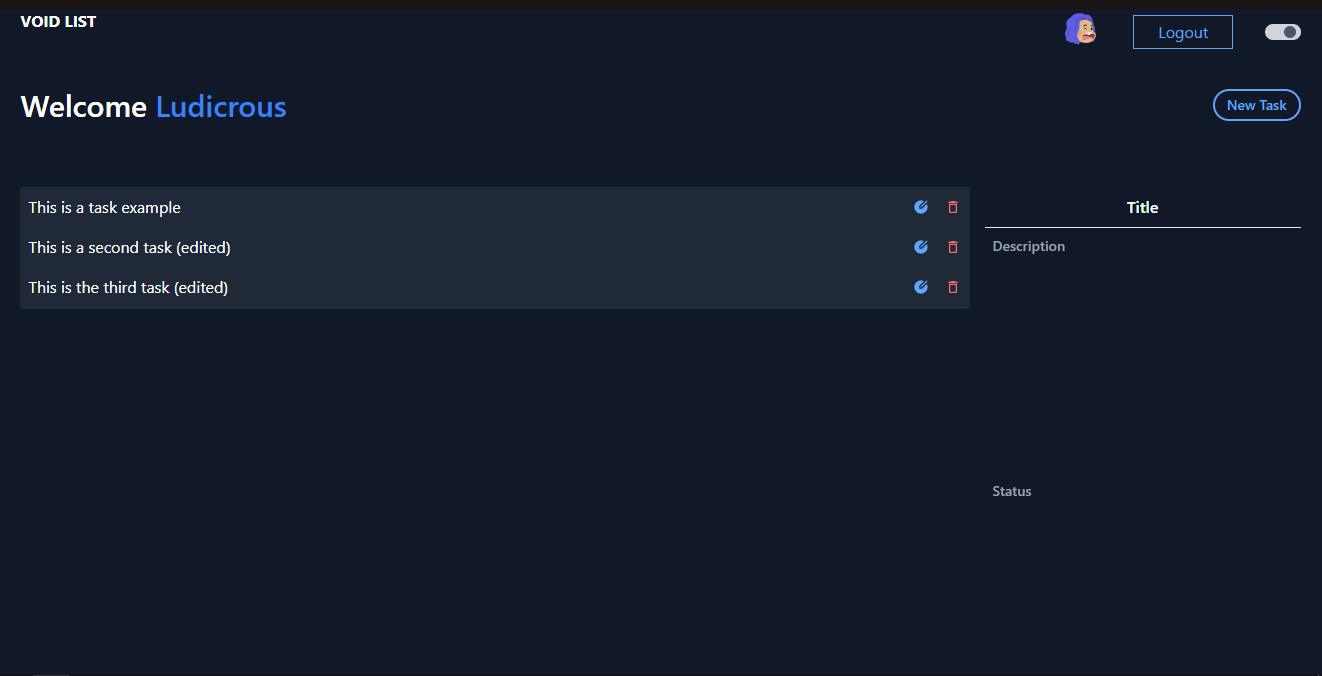 VOID LIST
Logout
Welcome Ludicrous
New Task
This is a task example
This is a second task (edited)
This is the third task (edited)
Title
Description
Status